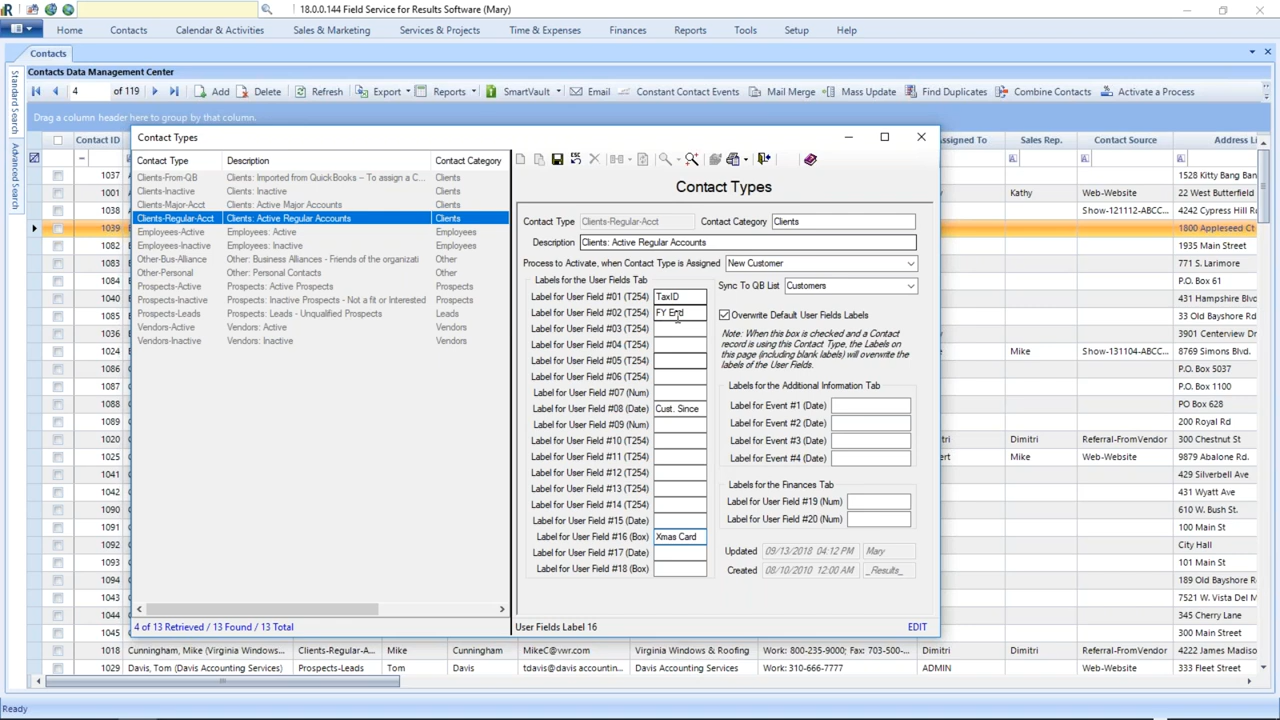 18.0.0.144 Field Service for Results Software (Mary)
Home Contacts Calendar & Activities Sales & Marketing Services & Projects Time & Expenses Finances Reports Tools Setup Help
Contacts
Contacts Data Management Center
4 of 119 Add Delete Refresh Export Reports SmartVault Email Constant Contact Events Mail Merge Mass Update Find Duplicates Combine Contacts Activate a Process
Drag a column header here to group by that column.
Standard Search
Advanced Search
Contact ID
1037
1001
1038
1039
1082
1083
1084
1040
1085
1036
1024
1086
1087
1088
1089
1020
1025
1041
1042
1090
1091
1092
1093
1094
1043
1044
1045
Contact Types
Contact Type Description Contact Category
Clients-From-QB Clients: Imported from QuickBooks – To assign a C... Clients
Clients-Inactive Clients: Inactive Clients
Clients-Major-Acct Clients: Active Major Accounts Clients
Clients-Regular-Acct Clients: Active Regular Accounts Clients
Employees-Active Employees: Active Employees
Employees-Inactive Employees: Inactive Employees
Other-Bus-Alliance Other: Business Alliances - Friends of the organizati Other
Other-Personal Other: Personal Contacts Other
Prospects-Active Prospects: Active Prospects Prospects
Prospects-Inactive Prospects: Inactive Prospects - Not a fit or Interested Prospects
Prospects-Leads Prospects: Leads - Unqualified Prospects Leads
Vendors-Active Vendors: Active Vendors
Vendors-Inactive Vendors: Inactive Vendors
4 of 13 Retrieved / 13 Found / 13 Total
Contact Types
Contact Type Clients-Regular-Acct Contact Category Clients
Description Clients: Active Regular Accounts
Process to Activate, when Contact Type is Assigned New Customer
Labels for the User Fields Tab
Label for User Field #01 (T254) TaxID
Label for User Field #02 (T254) FY End
Label for User Field #03 (T254)
Label for User Field #04 (T254)
Label for User Field #05 (T254)
Label for User Field #06 (T254)
Label for User Field #07 (Num)
Label for User Field #08 (Date) Cust. Since
Label for User Field #09 (Num)
Label for User Field #10 (T254)
Label for User Field #11 (T254)
Label for User Field #12 (T254)
Label for User Field #13 (T254)
Label for User Field #14 (T254)
Label for User Field #15 (Date)
Label for User Field #16 (Box) Xmas Card
Label for User Field #17 (Date)
Label for User Field #18 (Box)
Sync To QB List Customers
Overwrite Default User Fields Labels
Note: When this box is checked and a Contact
record is using this Contact Type, the Labels on
this page (including blank labels) will overwrite the
labels of the User Fields.
Labels for the Additional Information Tab
Label for Event #1 (Date)
Label for Event #2 (Date)
Label for Event #3 (Date)
Label for Event #4 (Date)
Labels for the Finances Tab
Label for User Field #19 (Num)
Label for User Field #20 (Num)
Updated 09/13/2018 04:12 PM Mary
Created 08/10/2010 12:00 AM _Results_
User Fields Label 16 EDIT
ssigned To Sales Rep. Contact Source Address Li
1528 Kitty Bang Ban
Kathy Web-Website 22 West Butterfield
Show-121112-ABCC... 4242 Cypress Hill Rd
1800 Appleseed Ct
1935 Main Street
771 S. Larimore
431 Hampshire Blvd
33 Old Bayshore Rd
3901 Centerview Dr
Mike Show-131104-ABCC... 8769 Simons Blvd.
P.O. Box 5037
P.O. Box 1100
PO Box 628
200 Royal Rd
Dimitri Referral-FromVendor 300 Chestnut St
Mike Web-Website 9879 Abalone Rd.
429 Silverbell Ave
431 Wyatt Ave
610 W. Bush St.
100 Main St
City Hall
101 Main St
189 Old Bayshore Rd
7521 W. Vista Del M
345 Cherry Lane
300 Main Street
1018 Cunningham, Mike (Virginia Windows... Clients-Regular-A... Mike Cunningham MikeC@vwr.com Virginia Windows & Roofing Work: 800-235-9000; Fax: 703-500-... Dimitri Dimitri Referral-FromVendor 4222 James Madiso
1029 Davis, Tom (Davis Accounting Services) Prospects-Leads Tom Davis tdavis@davis accountin... Davis Accounting Services Work: 310-666-7777 ADMIN Web-Website 333 Fleet Street
Ready